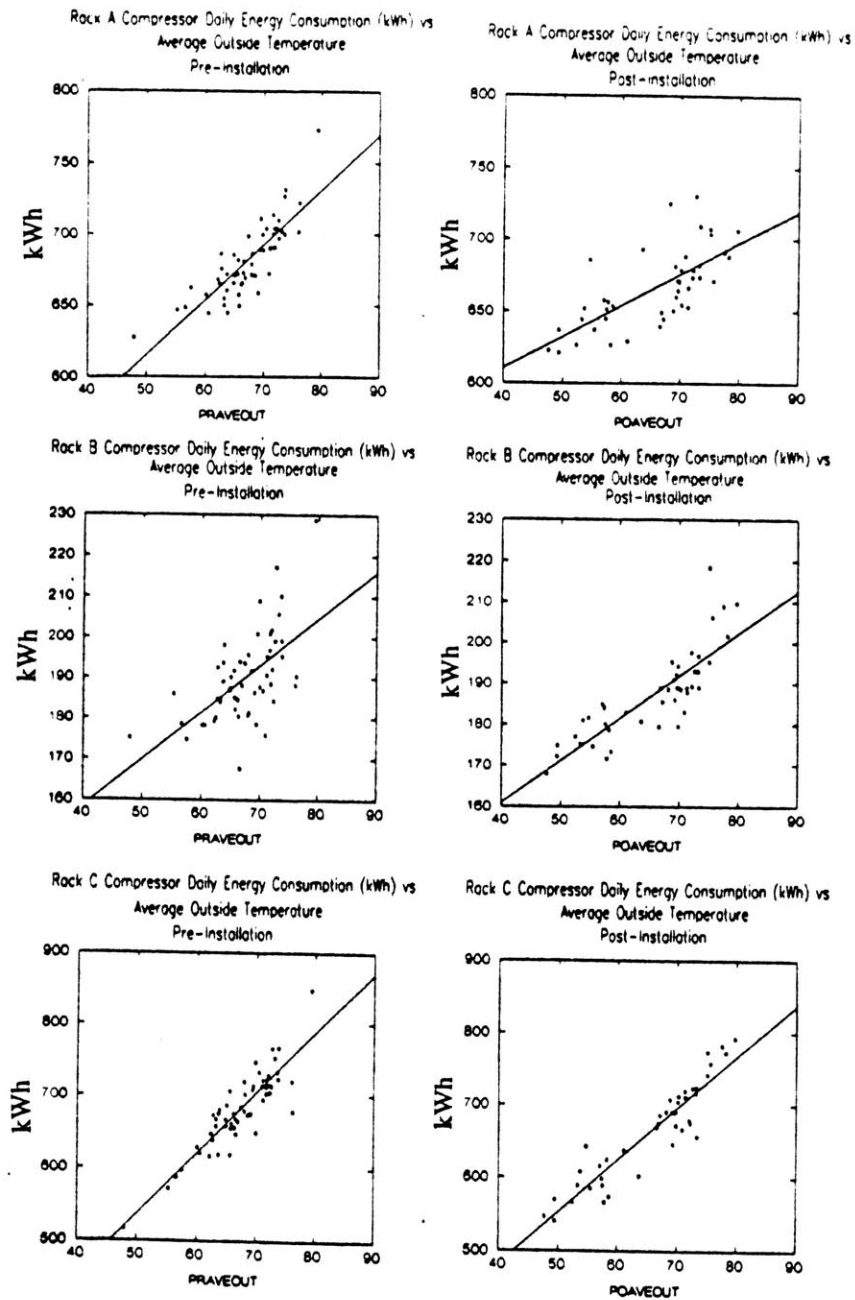 Rack A Compressor Daily Energy Consumption (kWh) vs
Average Outside Temperature
Pre-Installation
800
750
700
650
600
kWh
40 50 60 70 80 90
PRAVEOUT
Rack A Compressor Daily Energy Consumption (kWh) vs
Average Outside Temperature
Post-Installation
800
750
700
650
600
kWh
40 50 60 70 80 90
POAVEOUT
Rack B Compressor Daily Energy Consumption (kWh) vs
Average Outside Temperature
Pre-Installation
230
220
210
200
190
180
170
160
kWh
40 50 60 70 80 90
PRAVEOUT
Rack B Compressor Daily Energy Consumption (kWh) vs
Average Outside Temperature
Post-Installation
230
220
210
200
190
180
170
160
kWh
40 50 60 70 80 90
POAVEOUT
Rack C Compressor Daily Energy Consumption (kWh) vs
Average Outside Temperature
Pre-Installation
900
800
700
600
500
kWh
40 50 60 70 80 90
PRAVEOUT
Rack C Compressor Daily Energy Consumption (kWh) vs
Average Outside Temperature
Post-Installation
900
800
700
600
500
kWh
40 50 60 70 80 90
POAVEOUT